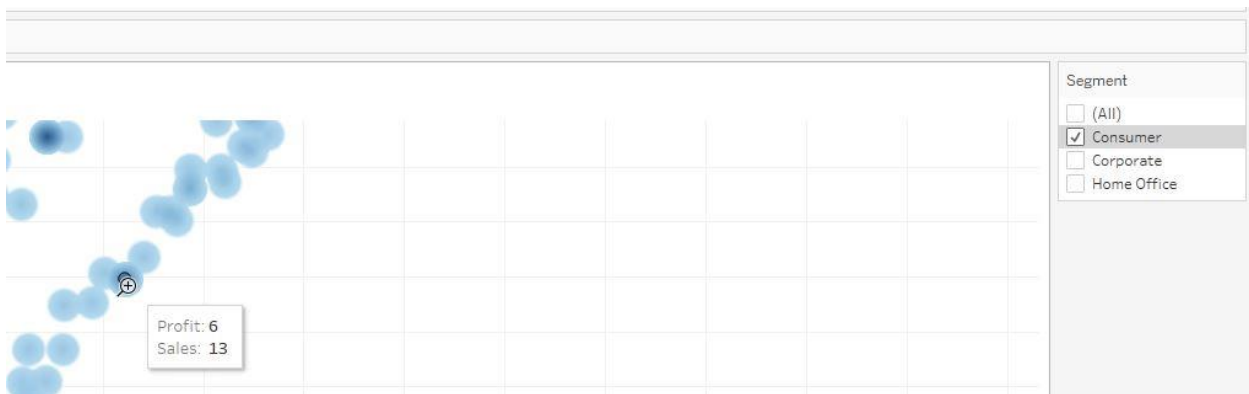 Segment
(All)
Consumer
Corporate
Home Office
Profit: 6
Sales: 13